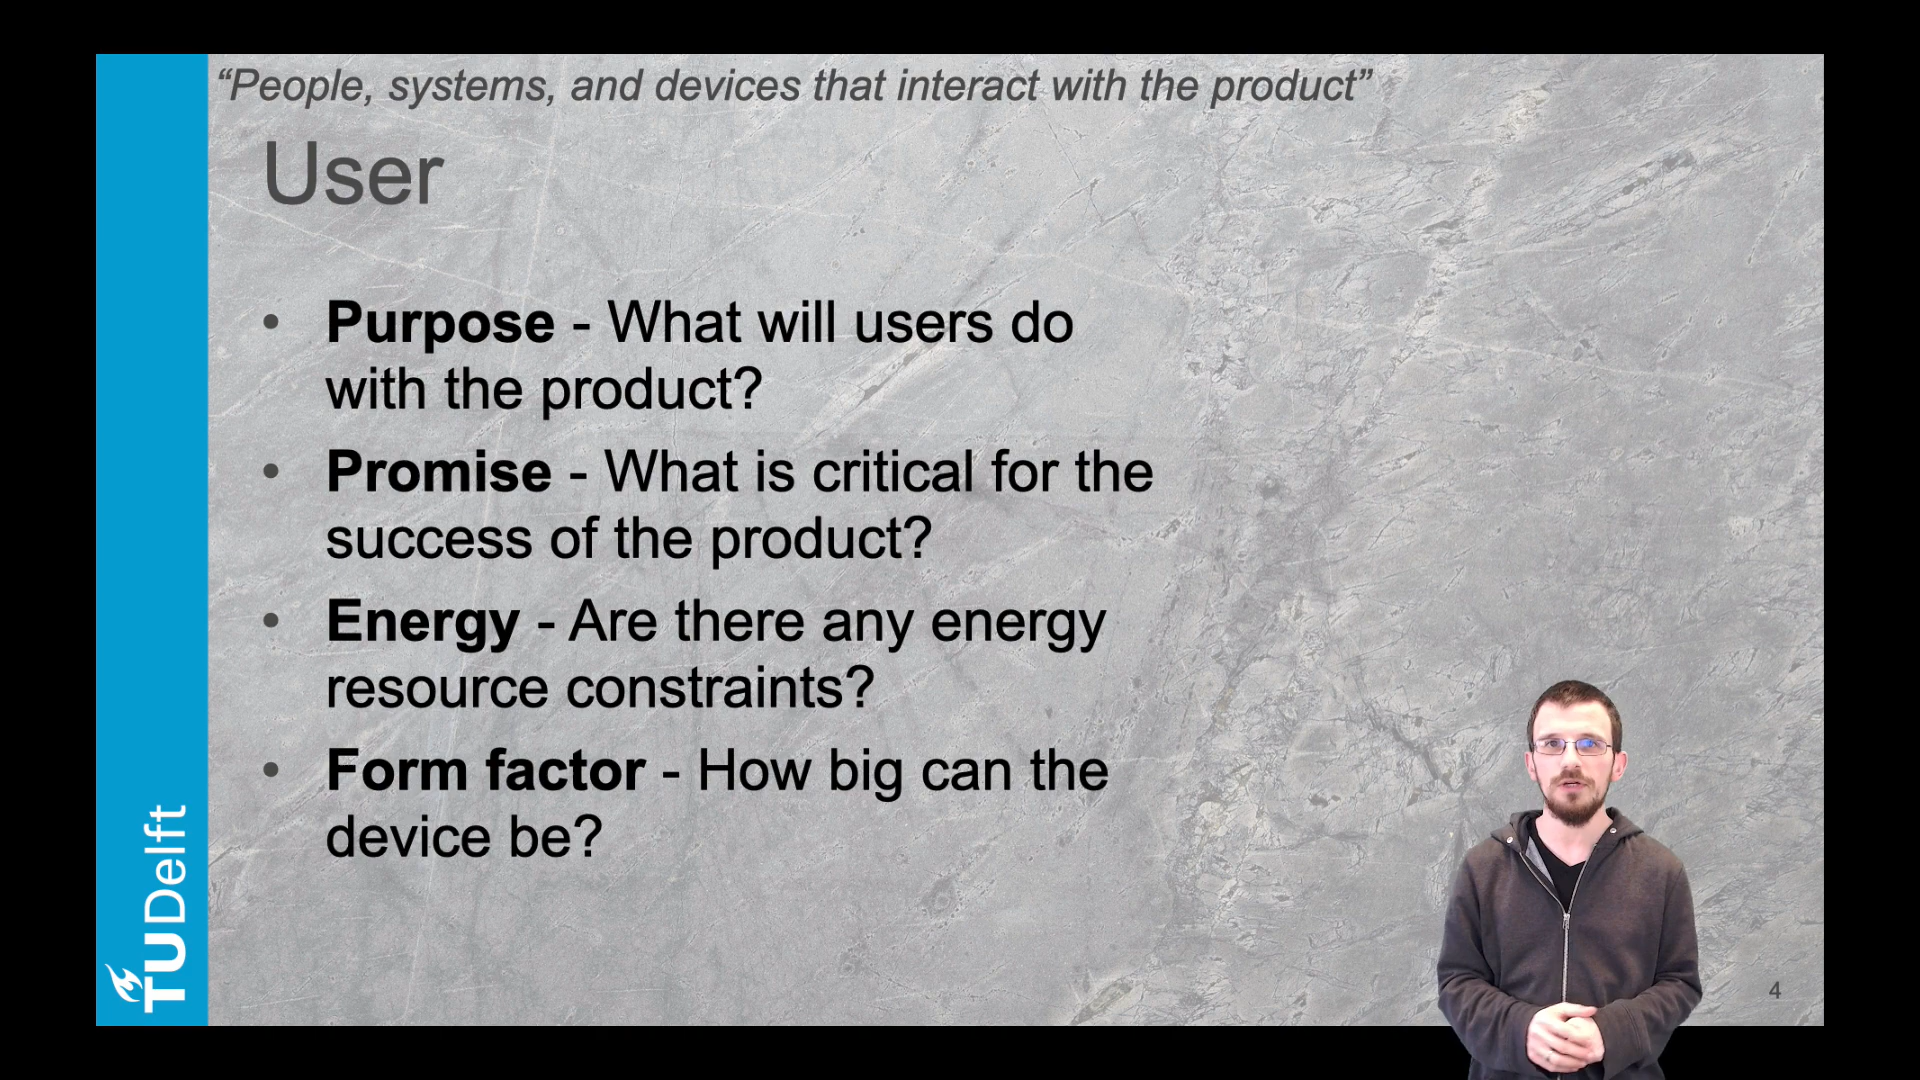 “People, systems, and devices that interact with the product”
User
• Purpose - What will users do
with the product?
• Promise - What is critical for the
success of the product?
• Energy - Are there any energy
resource constraints?
• Form factor - How big can the
device be?
TUDelft
4